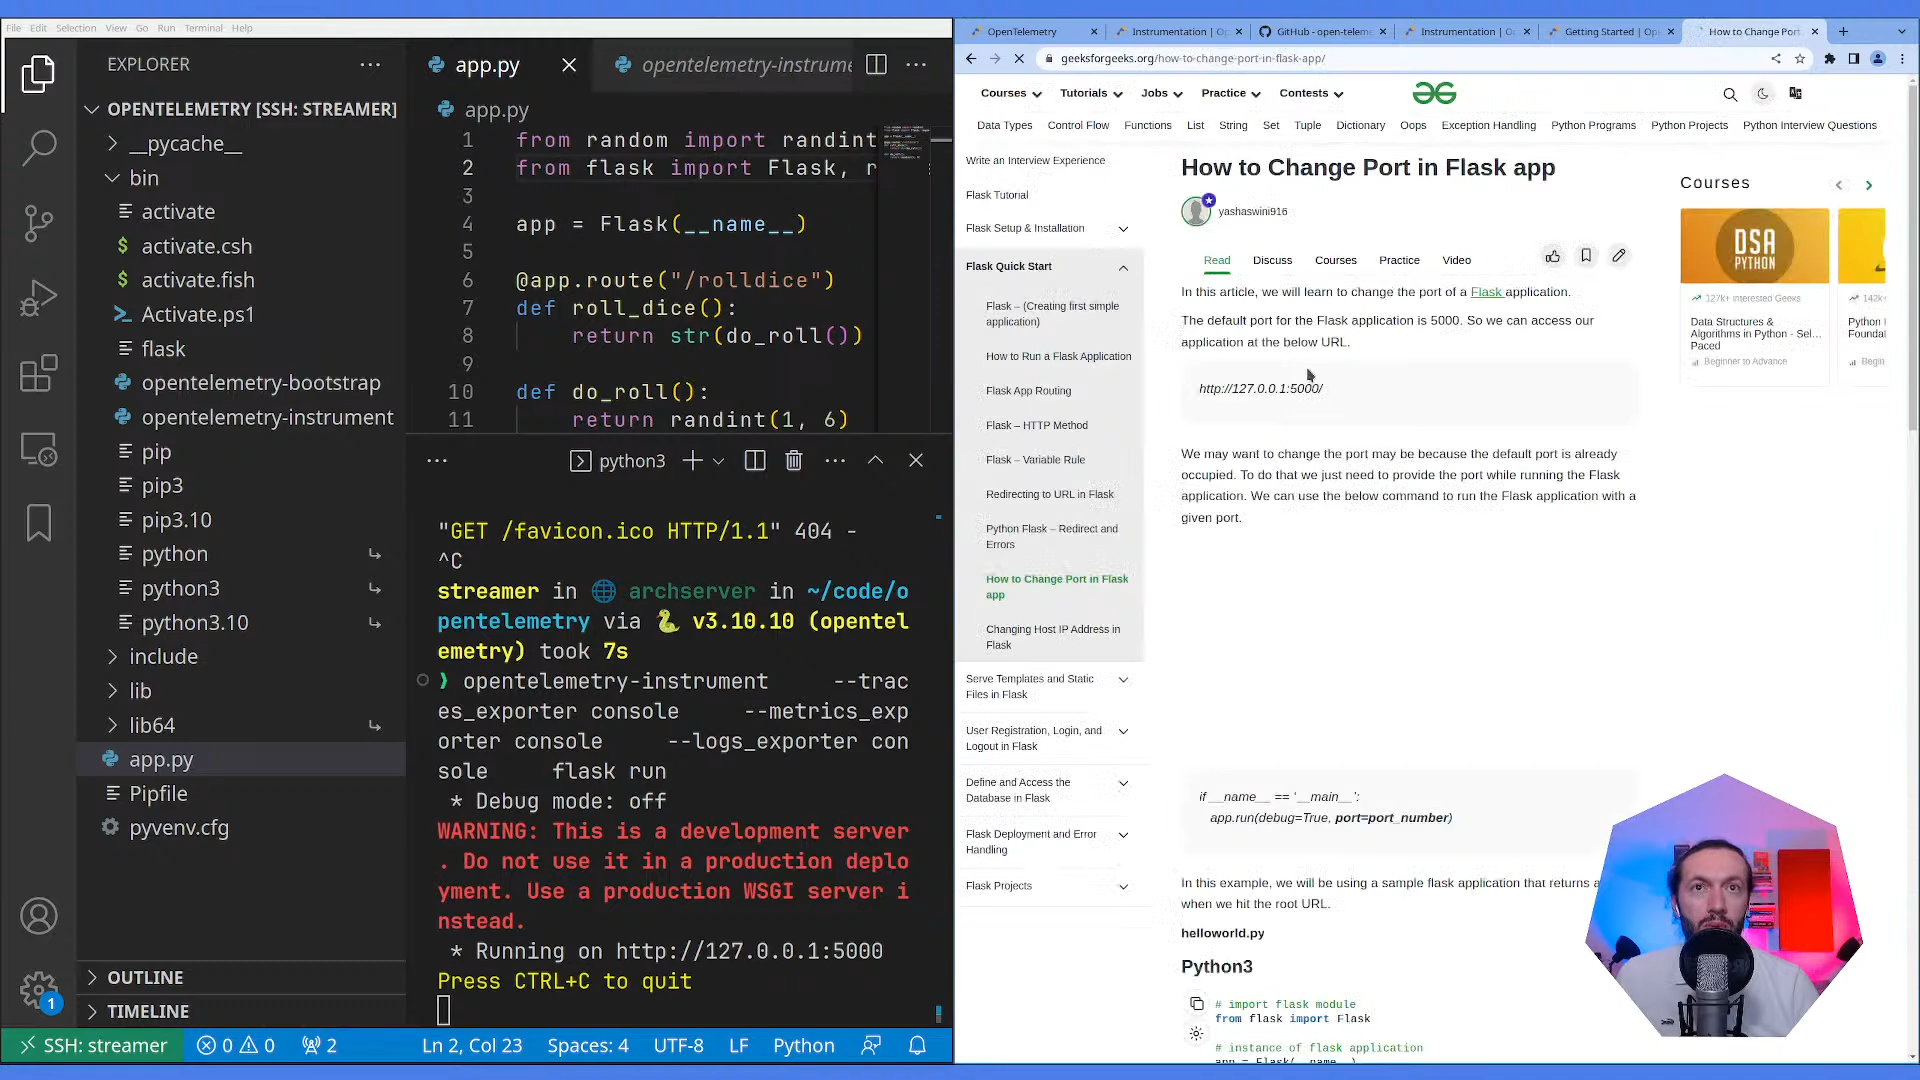 File Edit Selection View Go Run Terminal Help
EXPLORER
OPENTELEMETRY [SSH: STREAMER]
__pycache__
bin
activate
activate.csh
activate.fish
Activate.ps1
flask
opentelemetry-bootstrap
opentelemetry-instrument
pip
pip3
pip3.10
python
python3
python3.10
include
lib
lib64
app.py
Pipfile
pyvenv.cfg
OUTLINE
TIMELINE
app.py opentelemetry-instrume
app.py
1 from random import randint
2 from flask import Flask, r
3
4 app = Flask(__name__)
5
6 @app.route("/rolldice")
7 def roll_dice():
8 return str(do_roll())
9
10 def do_roll():
11 return randint(1, 6)
python3
"GET /favicon.ico HTTP/1.1" 404 -
^C
streamer in archserver in ~/code/o
pentelemetry via v3.10.10 (opentel
emetry) took 7s
❯ opentelemetry-instrument --trac
es_exporter console --metrics_exp
orter console --logs_exporter con
sole flask run
* Debug mode: off
WARNING: This is a development server
. Do not use it in a production deplo
yment. Use a production WSGI server i
nstead.
* Running on http://127.0.0.1:5000
Press CTRL+C to quit
1
SSH: streamer 0 0 2 Ln 2, Col 23 Spaces: 4 UTF-8 LF Python
OpenTelemetry Instrumentation | Op GitHub - open-telem Instrumentation | O Getting Started | Op How to Change Port
geeksforgeeks.org/how-to-change-port-in-flask-app/
Courses Tutorials Jobs Practice Contests
Data Types Control Flow Functions List String Set Tuple Dictionary Oops Exception Handling Python Programs Python Projects Python Interview Questions
Write an Interview Experience
Flask Tutorial
Flask Setup & Installation
Flask Quick Start
Flask – (Creating first simple
application)
How to Run a Flask Application
Flask App Routing
Flask – HTTP Method
Flask – Variable Rule
Redirecting to URL in Flask
Python Flask – Redirect and
Errors
How to Change Port in Flask
app
Changing Host IP Address in
Flask
Serve Templates and Static
Files in Flask
User Registration, Login, and
Logout in Flask
Define and Access the
Database in Flask
Flask Deployment and Error
Handling
Flask Projects
How to Change Port in Flask app
yashaswini916
Read Discuss Courses Practice Video
In this article, we will learn to change the port of a Flask application.
The default port for the Flask application is 5000. So we can access our
application at the below URL.
http://127.0.0.1:5000/
We may want to change the port may be because the default port is already
occupied. To do that we just need to provide the port while running the Flask
application. We can use the below command to run the Flask application with a
given port.
if __name__ == '__main__':
app.run(debug=True, port=port_number)
In this example, we will be using a sample flask application that returns a
when we hit the root URL.
helloworld.py
Python3
# import flask module
from flask import Flask
# instance of flask application
app = Flask(__name__)
Courses
DSA
PYTHON
127k+ interested Geeks
Data Structures &
Algorithms in Python - Sel...
Paced
Beginner to Advance
142k
Python
Founda
Begin